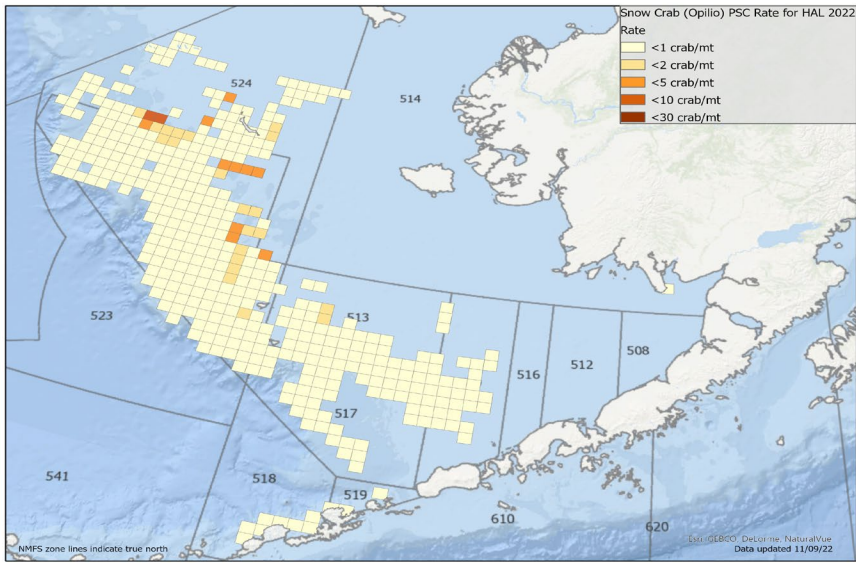 Snow Crab (Opilio) PSC Rate for HAL 2022
Rate
<1 crab/mt
<2 crab/mt
<5 crab/mt
<10 crab/mt
<30 crab/mt
524
514
523
513
516
512
508
517
541
518
519
610
620
Esri, GEBCO, DeLorme, NaturalVue
NMFS zone lines indicate true north
Data updated 11/09/22